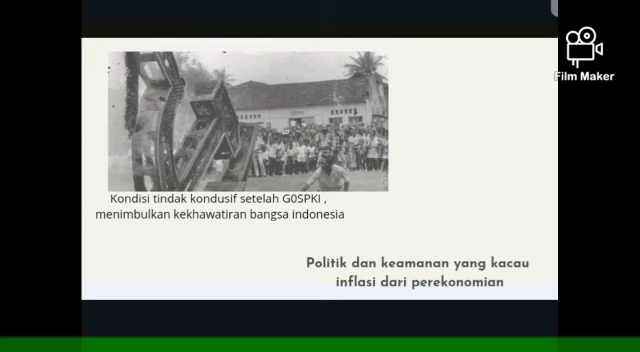 Film Maker
Kondisi tindak kondusif setelah G0SPKI ,
menimbulkan kekhawatiran bangsa indonesia
Politik dan keamanan yang kacau
inflasi dari perekonomian